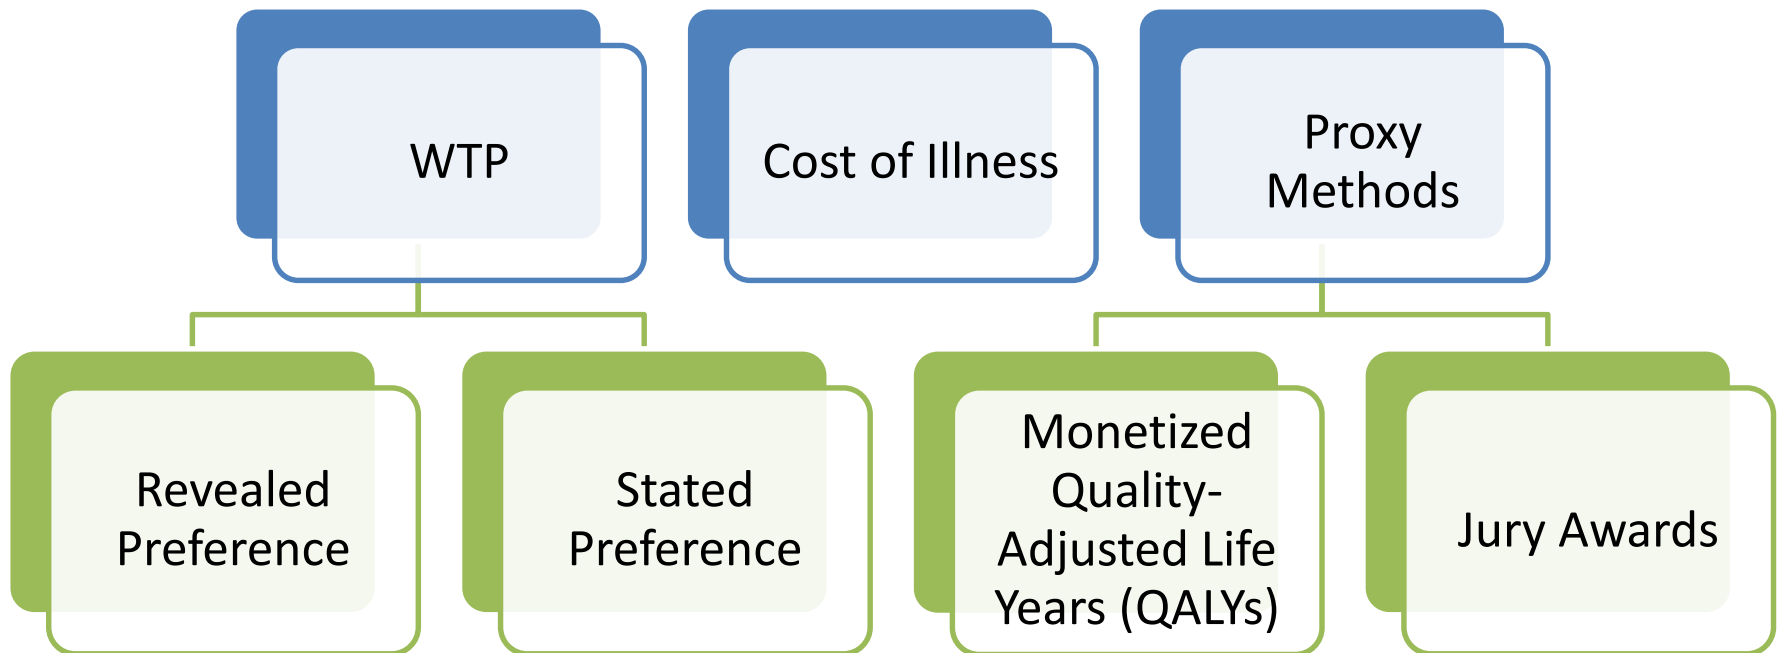 WTP
Cost of Illness
Proxy
Methods
Revealed
Preference
Stated
Preference
Monetized
Quality-
Adjusted Life
Years (QALYs)
Jury Awards